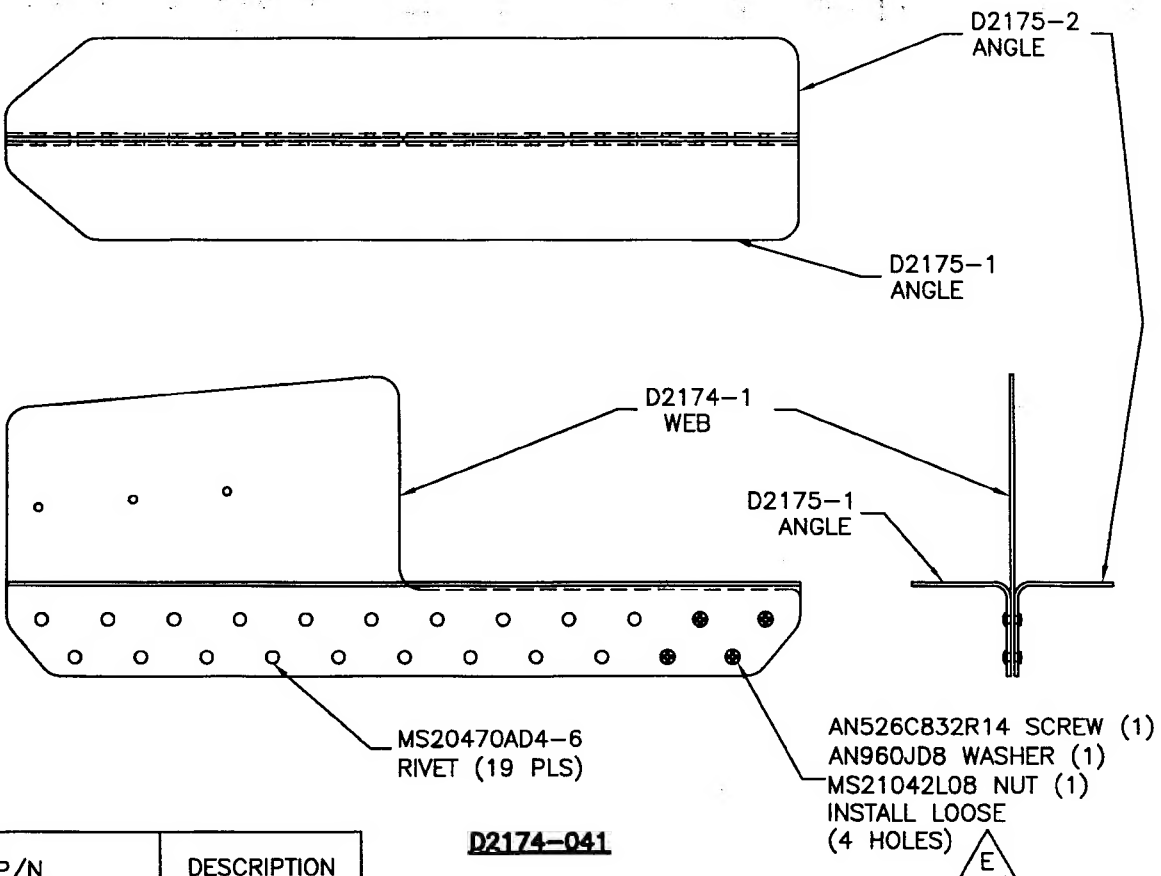 D2175-2
ANGLE
D2175-1
ANGLE
D2174-1
WEB
D2175-1
ANGLE
MS20470AD4-6
RIVET (19 PLS)
AN526C832R14 SCREW (1)
AN960JD8 WASHER (1)
MS21042L08 NUT (1)
INSTALL LOOSE
(4 HOLES)
E
D2174-041
P/N
DESCRIPTION